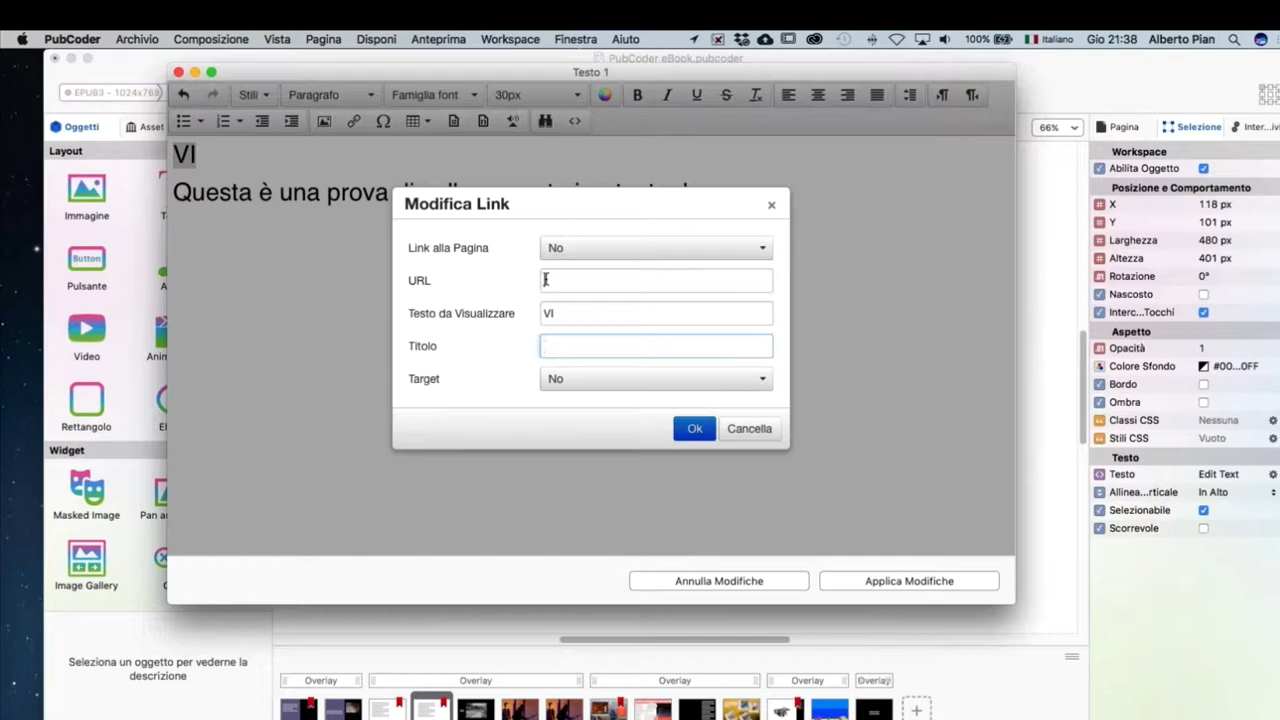 PubCoder Archivio Composizione Vista Pagina Disponi Anteprima Workspace Finestra Aiuto 100% Italiano Gio 21:38 Alberto Pian
PubCoder eBook.pubcoder
Testo 1
EPUB3 - 1024x768
Stili Paragrafo Famiglia font 30px B I U S
Oggetti Asset
66% Pagina Selezione Inter...ivi
Layout
Immagine
Button
Pulsante
Video Anim
Rettangolo
Widget
Masked Image Pan a
Image Gallery
Seleziona un oggetto per vederne la
descrizione
VI
Questa è una prova
Modifica Link
Link alla Pagina No
URL
Testo da Visualizzare VI
Titolo
Target No
Ok Cancella
Annulla Modifiche Applica Modifiche
Workspace
Abilita Oggetto
Posizione e Comportamento
X 118 px
Y 101 px
Larghezza 480 px
Altezza 401 px
Rotazione 0°
Nascosto
Interc...Tocchi
Aspetto
Opacità 1
Colore Sfondo #00...0FF
Bordo
Ombra
Classi CSS Nessuna
Stili CSS Vuoto
Testo
Testo Edit Text
Allinea...rticale In Alto
Selezionabile
Scorrevole
Overlay Overlay Overlay Overlay Overlay